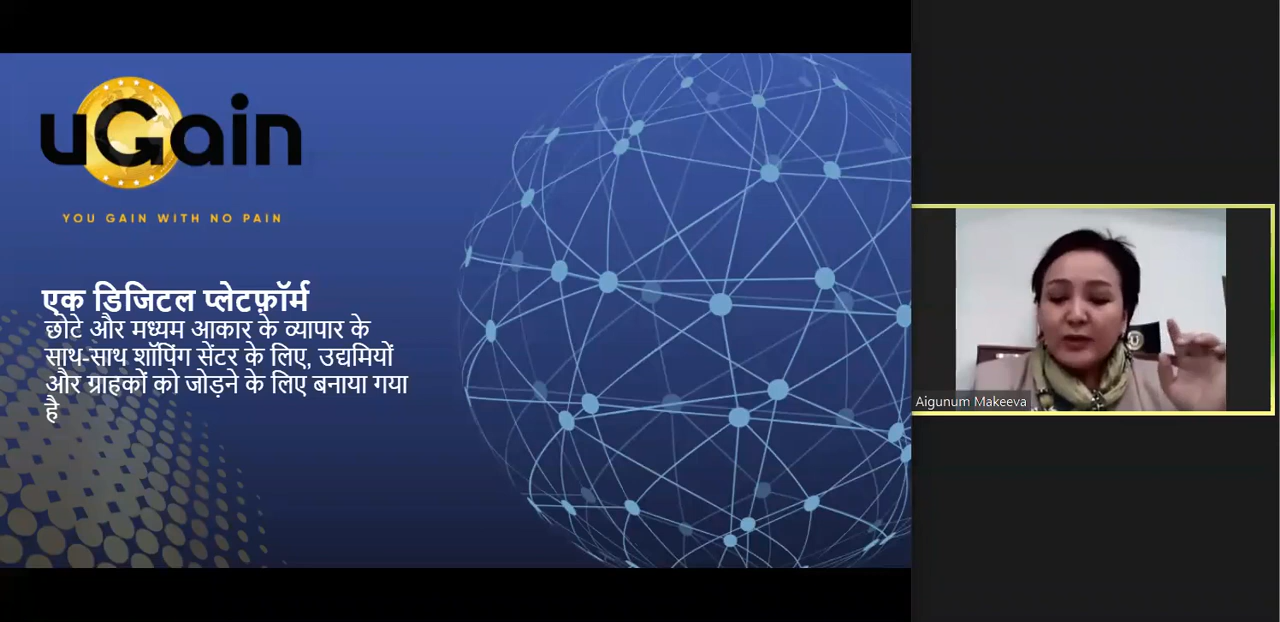 uGain
YOU GAIN WITH NO PAIN
एक डिजिटल प्लेटफ़ॉर्म
छोटे और मध्यम आकार के व्यापार के
साथ-साथ शॉपिंग सेंटर के लिए, उद्यमियों
और ग्राहकों को जोड़ने के लिए बनाया गया
है
Aigunum Makeeva